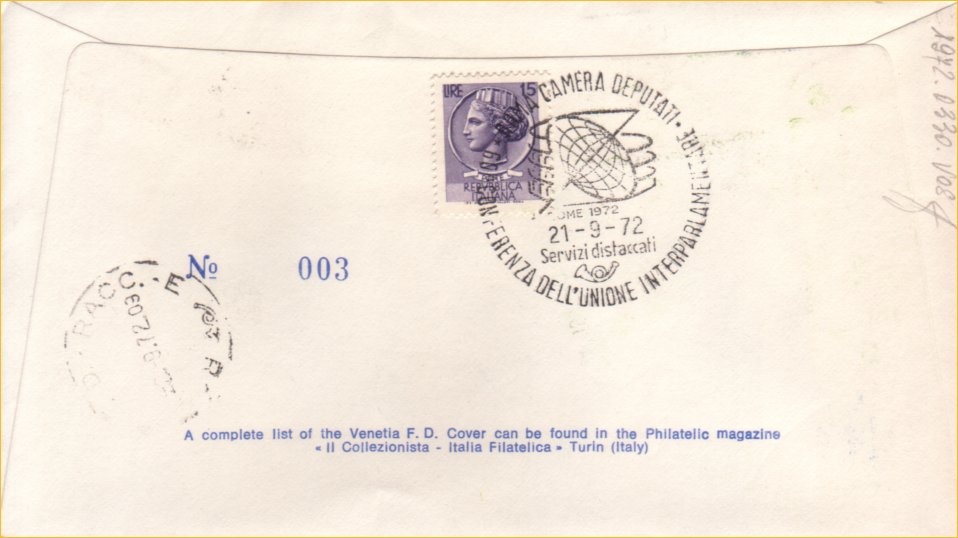 LIRE 15
REPUBBLICA
ITALIANA
ROMA CAMERA DEPUTATI
CONFERENZA DELL'UNIONE INTERPARLAMENTARE
ROME 1972
21-9-72
Servizi distaccati
No 003
A complete list of the Venetia F. D. Cover can be found in the Philatelic magazine
« Il Collezionista - Italia Filatelica » Turin (Italy)